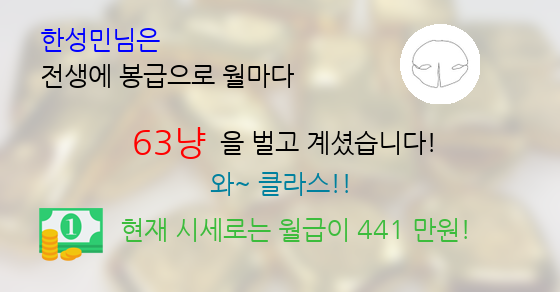 한성민님은
전생에 봉급으로 월마다
63냥 을 벌고 계셨습니다!
와~ 클라스!!
1
현재 시세로는 월급이 441 만원!